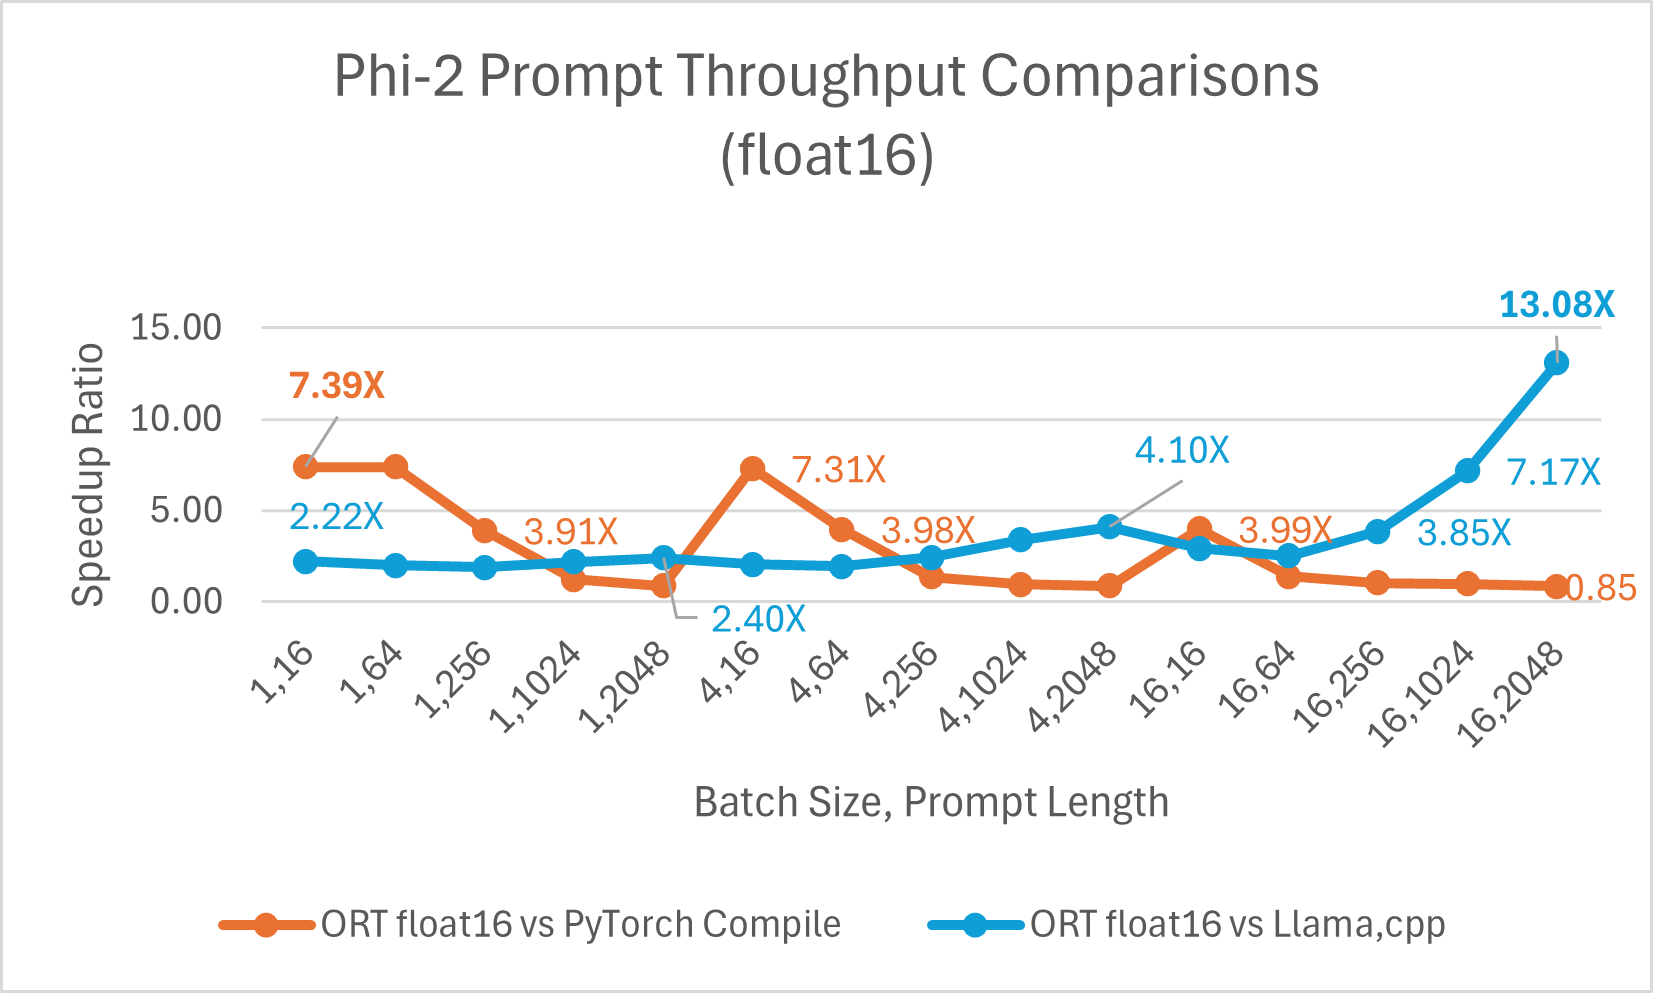 Phi-2 Prompt Throughput Comparisons
(float16)
Speedup Ratio
15.00
10.00
5.00
0.00
7.39X
2.22X
3.91X
2.40X
7.31X
3.98X
4.10X
3.99X
3.85X
7.17X
13.08X
0.85
1,16
1,64
1,256
1,1024
1,2048
4,16
4,64
4,256
4,1024
4,2048
16,16
16,64
16,256
16,1024
16,2048
Batch Size, Prompt Length
ORT float16 vs PyTorch Compile
ORT float16 vs Llama,cpp